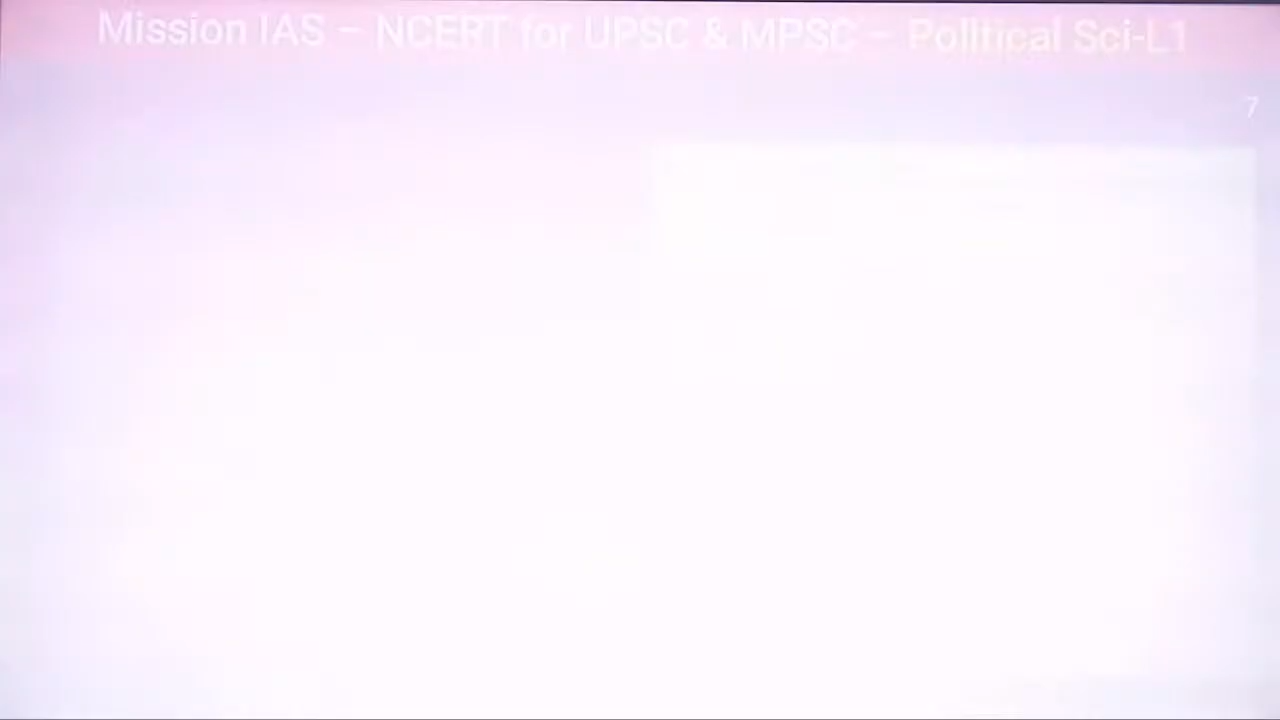 Mission IAS – NCERT for UPSC & MPSC – Political Sci-L1
7